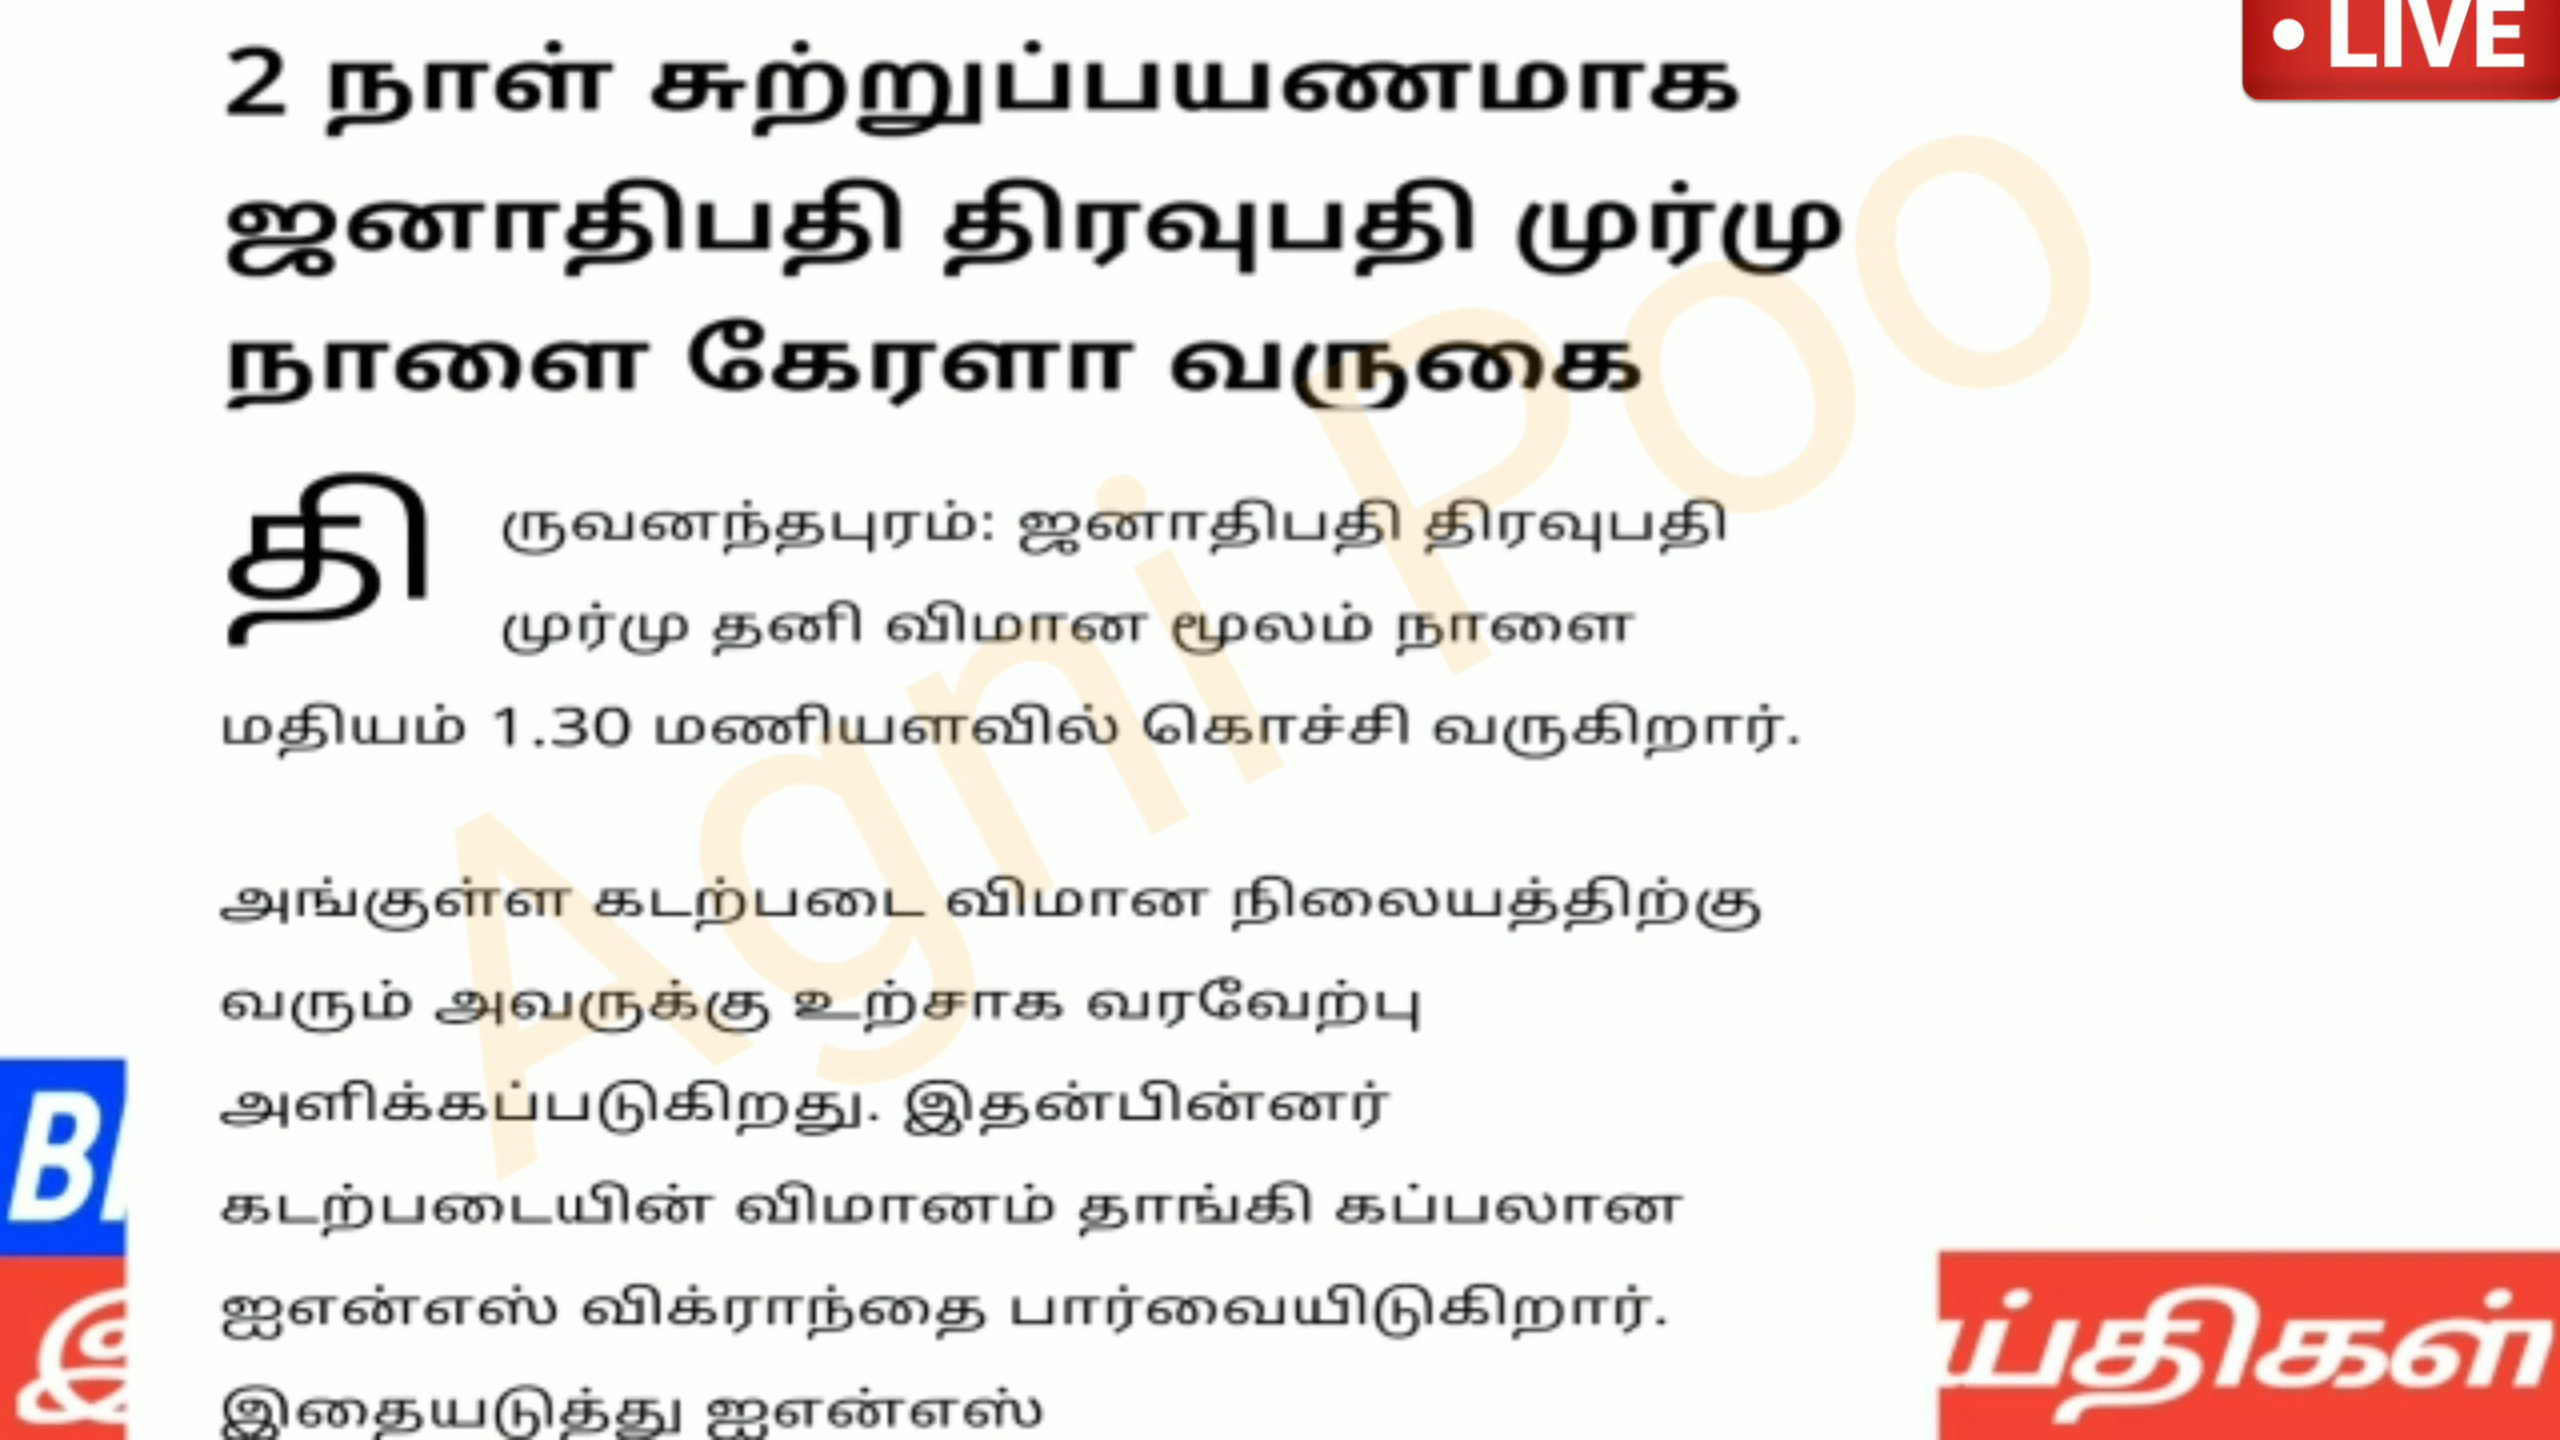 LIVE
2 நாள் சுற்றுப்பயணமாக
ஜனாதிபதி திரவுபதி முர்மு
நாளை கேரளா வருகை
திருவனந்தபுரம்: ஜனாதிபதி திரவுபதி
முர்மு தனி விமான மூலம் நாளை
மதியம் 1.30 மணியளவில் கொச்சி வருகிறார்.
அங்குள்ள கடற்படை விமான நிலையத்திற்கு
வரும் அவருக்கு உற்சாக வரவேற்பு
அளிக்கப்படுகிறது. இதன்பின்னர்
கடற்படையின் விமானம் தாங்கி கப்பலான
ஐஎன்எஸ் விக்ராந்தை பார்வையிடுகிறார்.
இதையடுத்து ஐஎன்எஸ்
Agni Poo
ய்திகள்